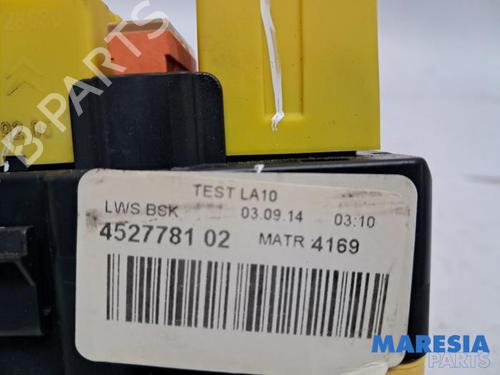 B-PARTS
TEST LA10
LWS BSK 03.09.14 03:10
4527781 02 MATR 4169
MARESIA
PARTS